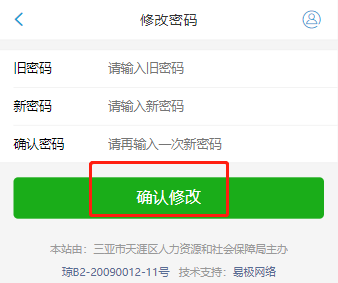 修改密码
旧密码 请输入旧密码
新密码 请输入新密码
确认密码 请再输入一次新密码
确认修改
本站由：三亚市天涯区人力资源和社会保障局主办
琼B2-20090012-11号 技术支持：易极网络